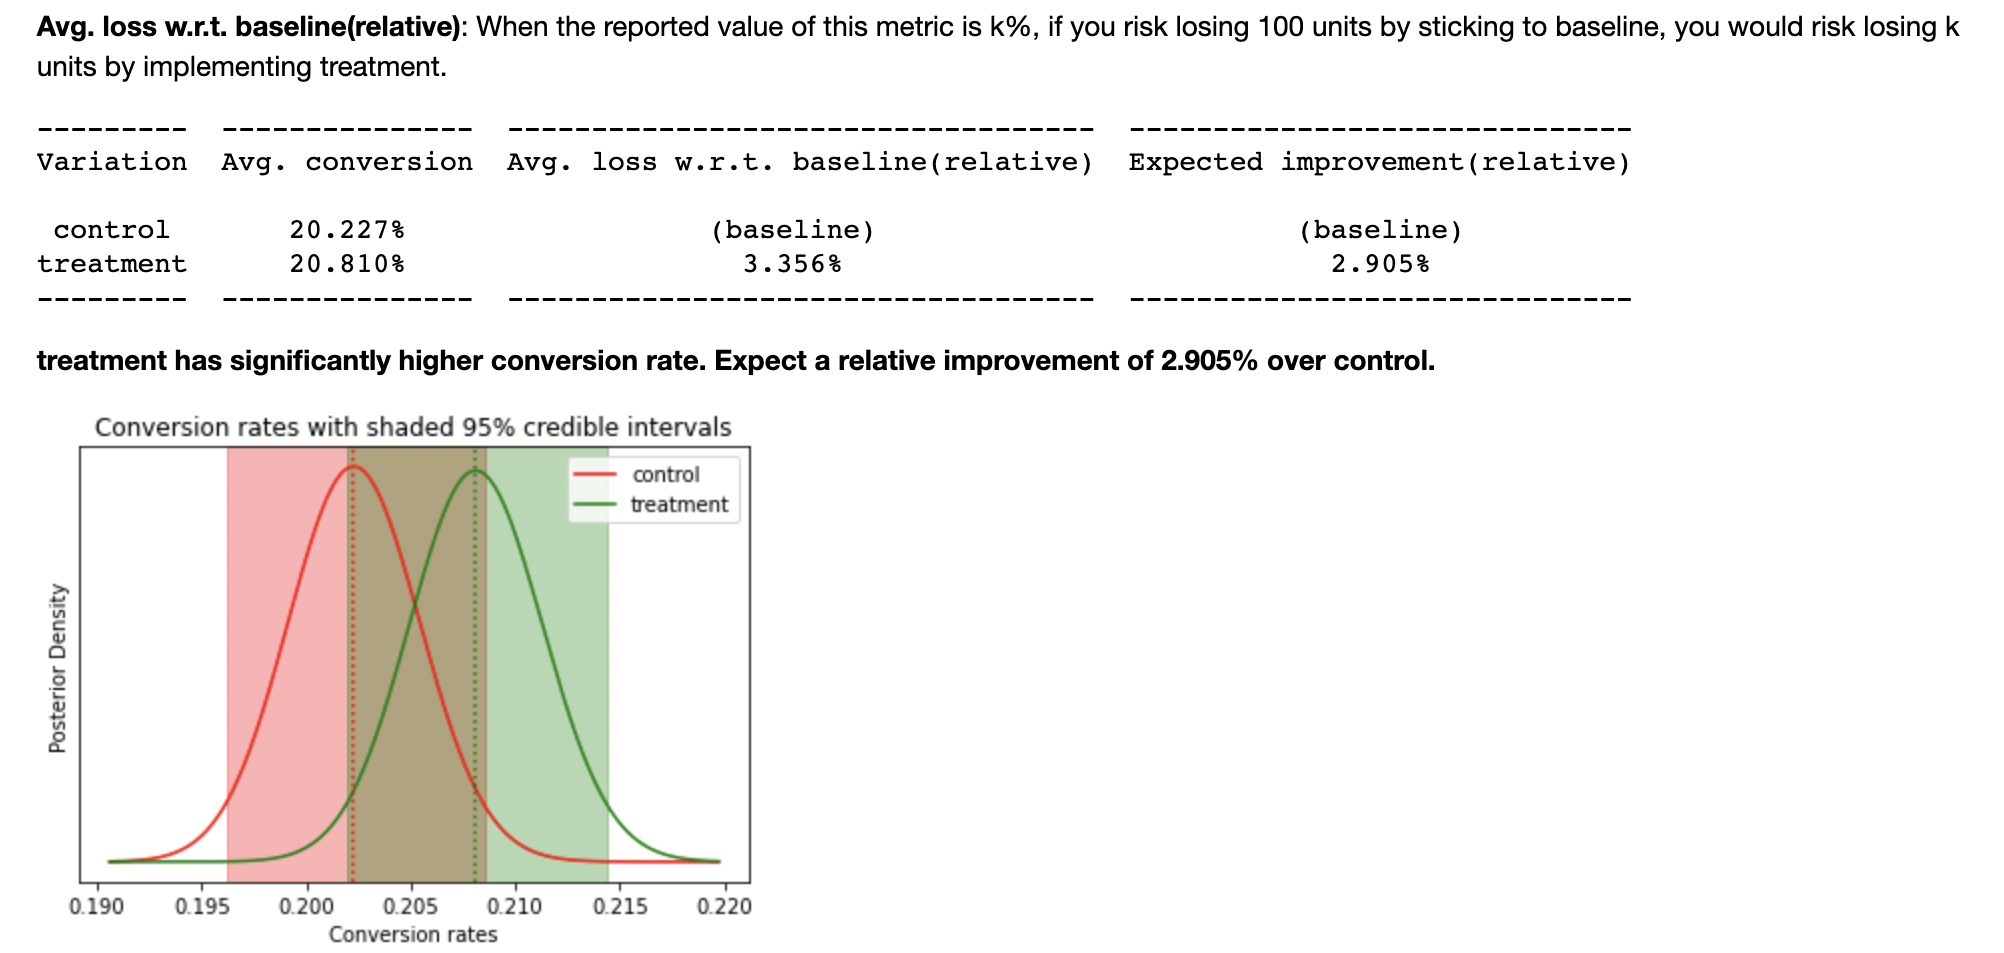 Avg. loss w.r.t. baseline(relative): When the reported value of this metric is k%, if you risk losing 100 units by sticking to baseline, you would risk losing k
units by implementing treatment.
--------- --------------- ----------------------------------- ------------------------------
Variation Avg. conversion Avg. loss w.r.t. baseline(relative) Expected improvement(relative)
control 20.227% (baseline) (baseline)
treatment 20.810% 3.356% 2.905%
--------- --------------- ----------------------------------- ------------------------------
treatment has significantly higher conversion rate. Expect a relative improvement of 2.905% over control.
Conversion rates with shaded 95% credible intervals
control
treatment
Posterior Density
0.190 0.195 0.200 0.205 0.210 0.215 0.220
Conversion rates